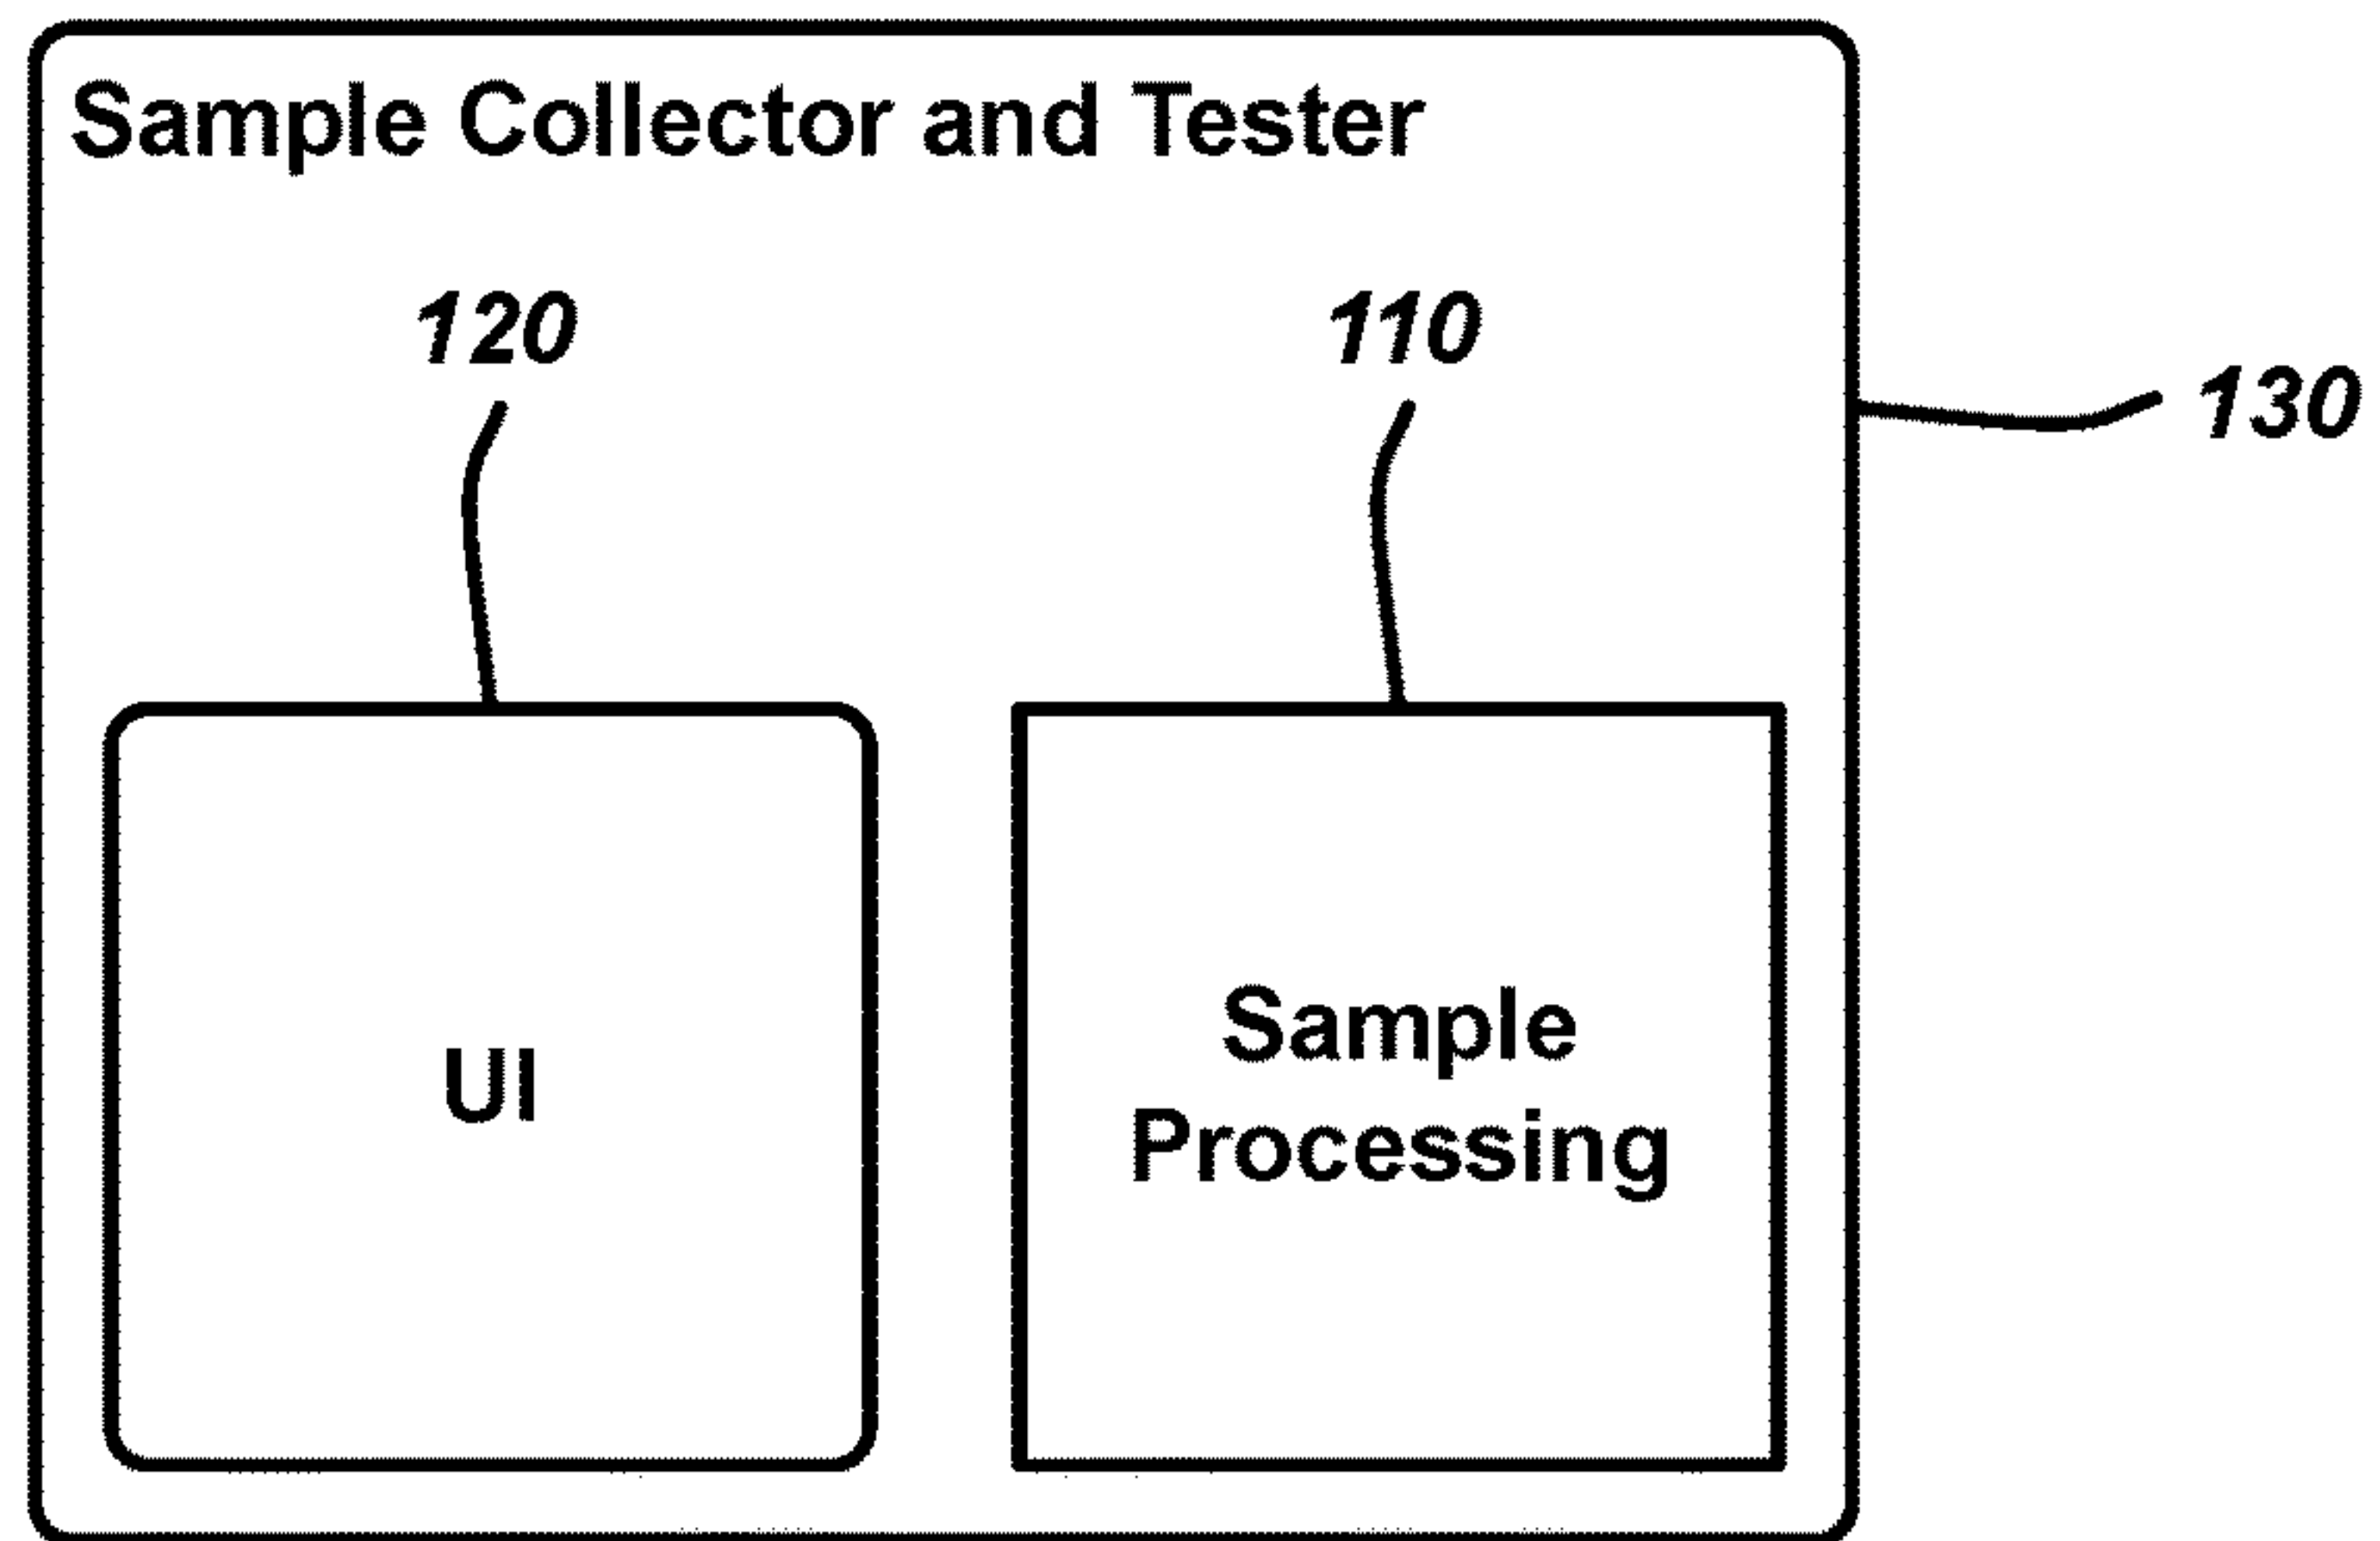 Sample Collector and Tester
120
110
130
UI
Sample
Processing